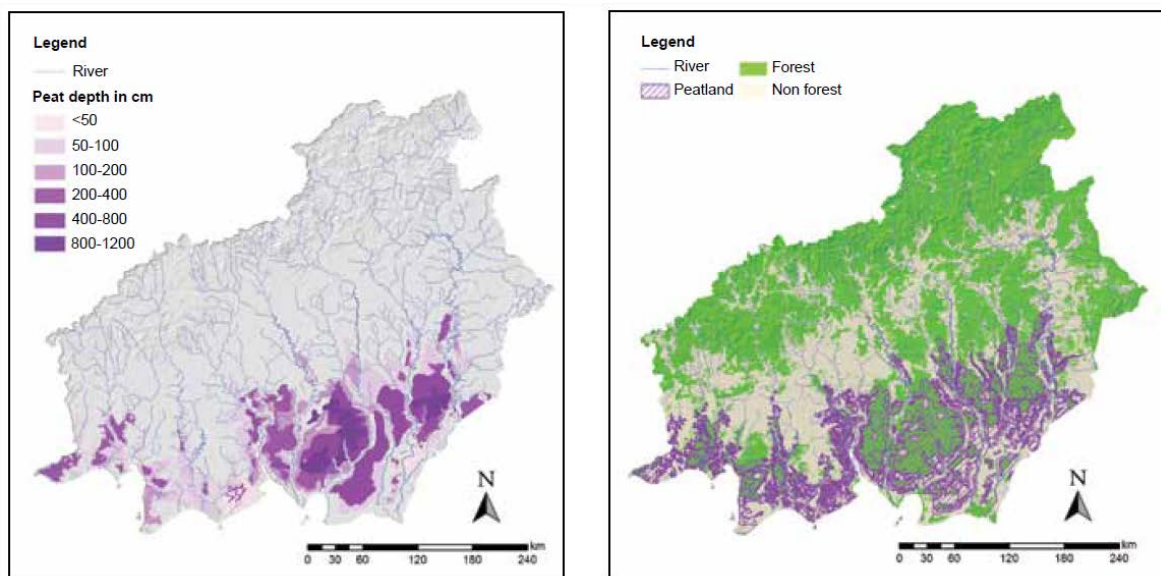 Legend
River
Peat depth in cm
<50
50-100
100-200
200-400
400-800
800-1200
N
km
0 30 60 120 180 240
Legend
River Forest
Peatland Non forest
N
km
0 30 60 120 180 240